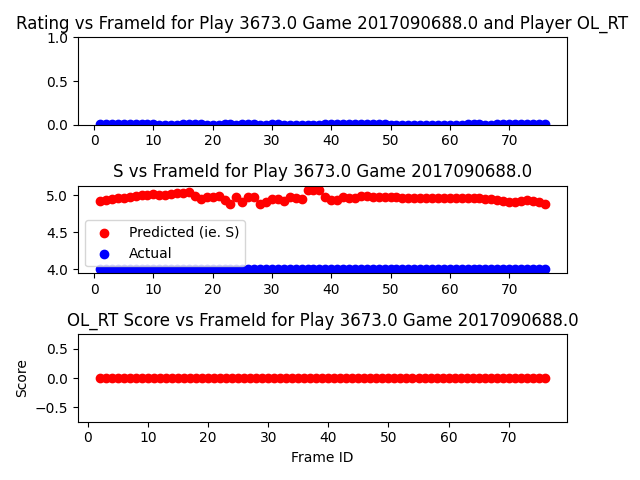 Rating vs FrameId for Play 3673.0 Game 2017090688.0 and Player OL_RT
1.0
0.5
0.0
0 10 20 30 40 50 60 70
S vs FrameId for Play 3673.0 Game 2017090688.0
5.0
4.5
4.0
Predicted (ie. S)
Actual
0 10 20 30 40 50 60 70
OL_RT Score vs FrameId for Play 3673.0 Game 2017090688.0
Score
0.5
0.0
−0.5
0 10 20 30 40 50 60 70
Frame ID